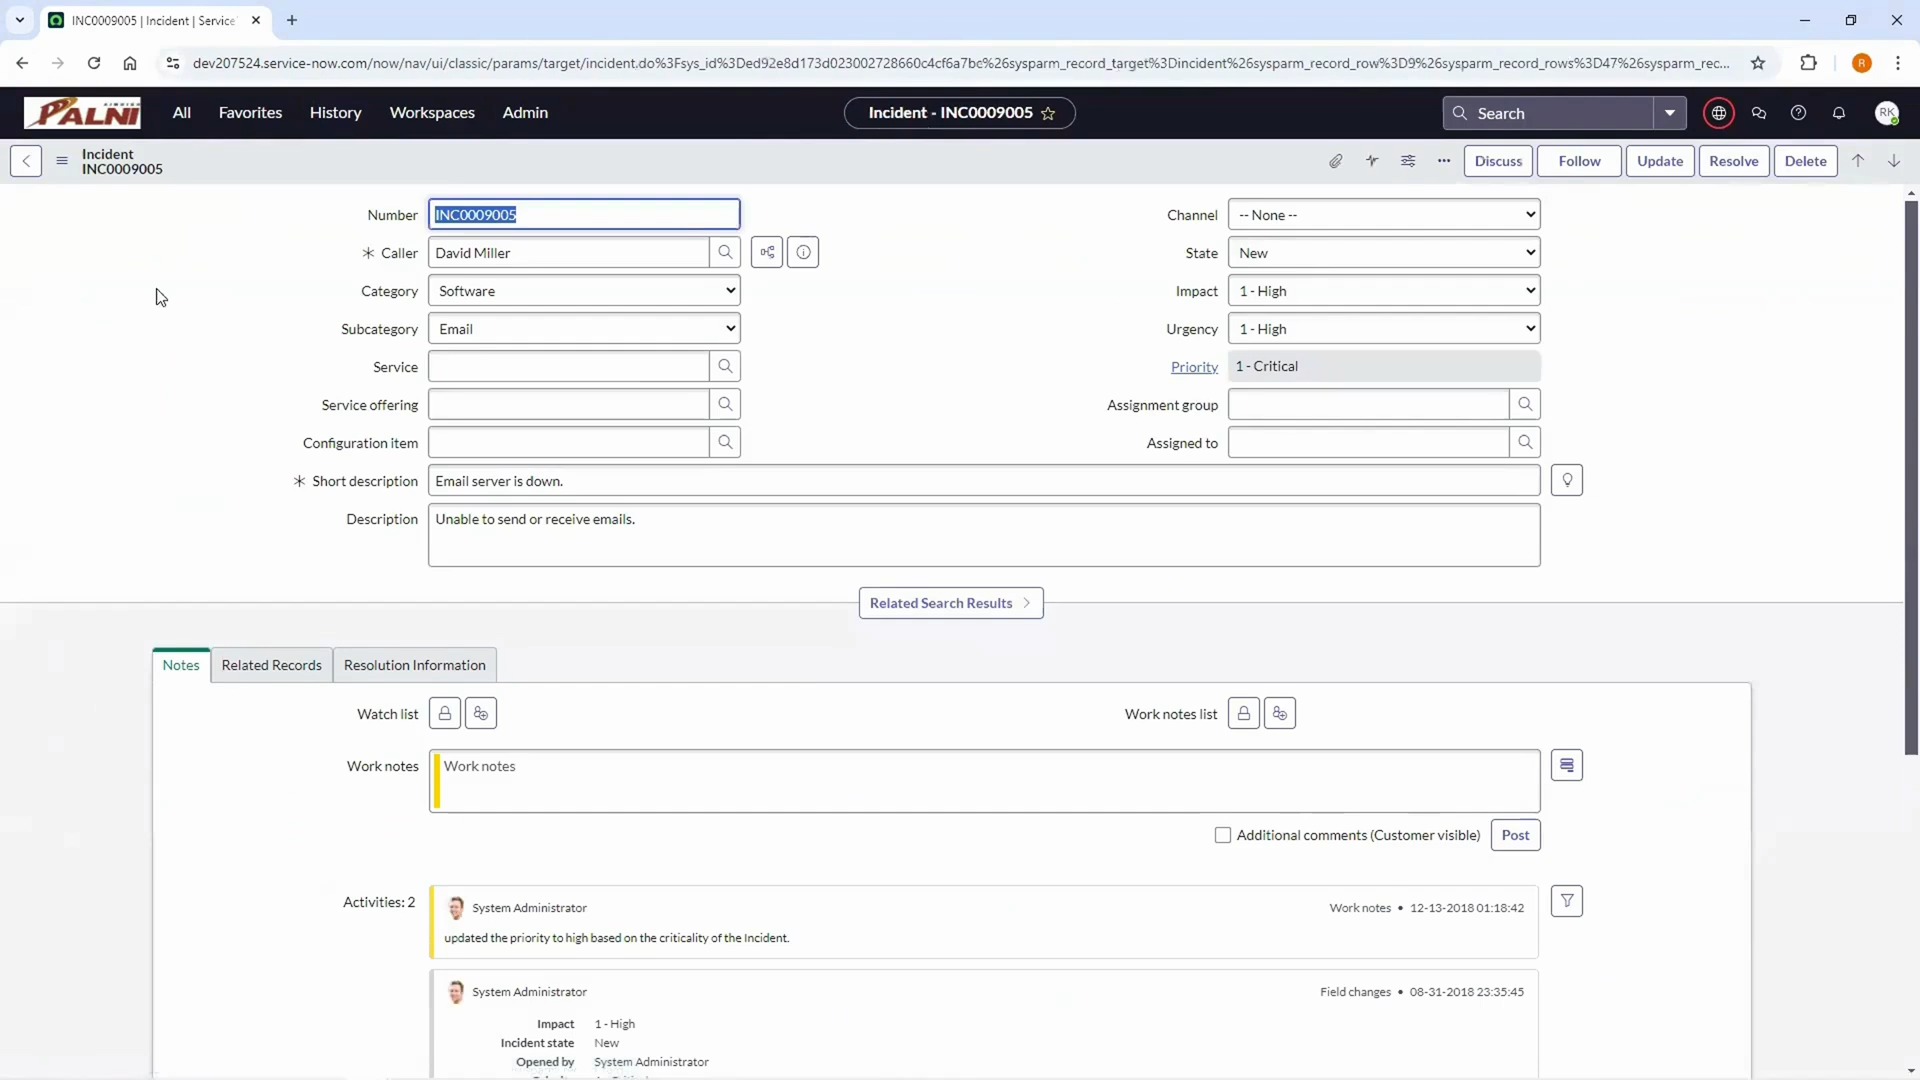 INC0009005 | Incident | Service
dev207524.service-now.com/now/nav/ui/classic/params/target/incident.do%3Fsys_id%3Ded92e8d173d023002728660c4cf6a7bc%26sysparm_record_target%3Dincident%26sysparm_record_row%3D9%26sysparm_record_rows%3D47%26sysparm_rec...
R
PALNI
All Favorites History Workspaces Admin
Incident - INC0009005
Search
RK
Incident
INC0009005
Discuss Follow Update Resolve Delete
Number INC0009005
Channel -- None --
Caller David Miller
State New
Category Software
Impact 1 - High
Subcategory Email
Urgency 1 - High
Service
Priority 1 - Critical
Service offering
Assignment group
Configuration item
Assigned to
Short description Email server is down.
Description Unable to send or receive emails.
Related Search Results
Notes Related Records Resolution Information
Watch list
Work notes list
Work notes Work notes
Additional comments (Customer visible) Post
Activities: 2
System Administrator Work notes • 12-13-2018 01:18:42
updated the priority to high based on the criticality of the Incident.
System Administrator Field changes • 08-31-2018 23:35:45
Impact 1 - High
Incident state New
Opened by System Administrator